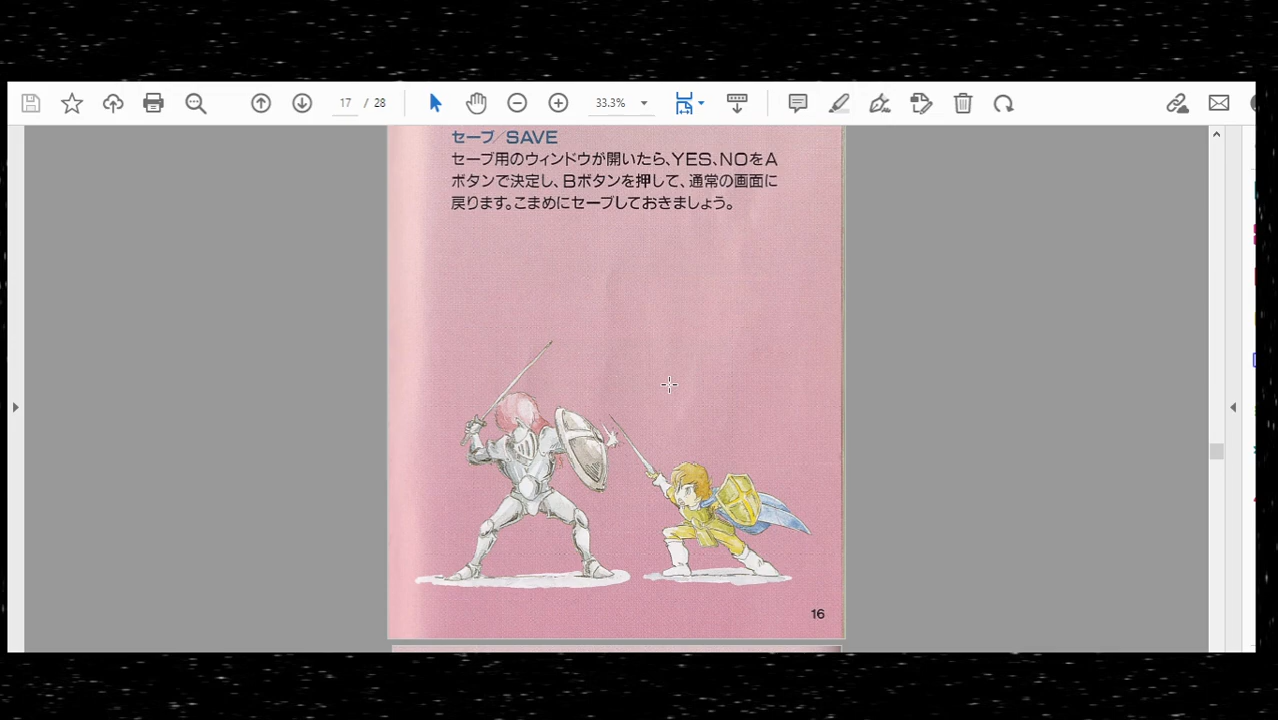 17 / 28
33.3%
セーブ/SAVE
セーブ用のウィンドウが開いたら、YES、NOをA
ボタンで決定し、Bボタンを押して、通常の画面に
戻ります。こまめにセーブしておきましょう。
16